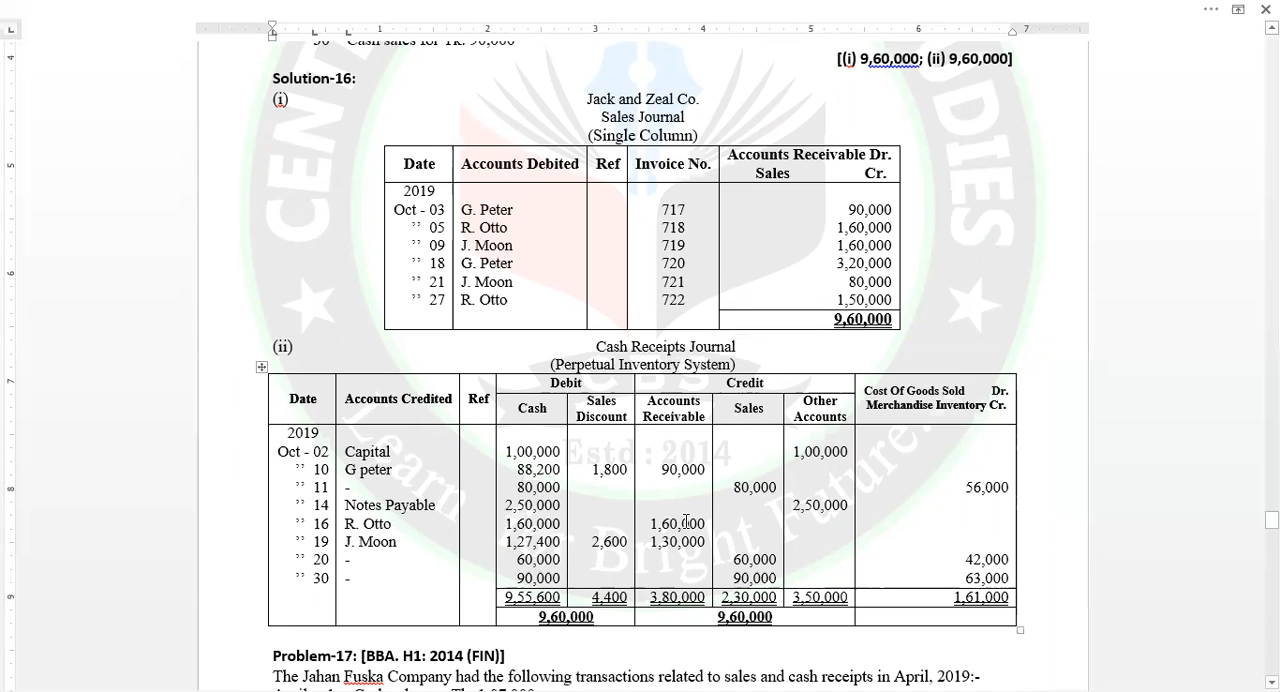 30 Cash sales for Tk. 90,000
[(i) 9,60,000; (ii) 9,60,000]
Solution-16:
(i)
Jack and Zeal Co.
Sales Journal
(Single Column)
Date Accounts Debited Ref Invoice No. Accounts Receivable Dr.
Sales Cr.
2019
Oct - 03 G. Peter 717 90,000
,, 05 R. Otto 718 1,60,000
,, 09 J. Moon 719 1,60,000
,, 18 G. Peter 720 3,20,000
,, 21 J. Moon 721 80,000
,, 27 R. Otto 722 1,50,000
9,60,000
(ii) Cash Receipts Journal
(Perpetual Inventory System)
Debit Credit
Date Accounts Credited Ref Cash Sales Discount Accounts Receivable Sales Other Accounts Cost Of Goods Sold Dr.
Merchandise Inventory Cr.
2019
Oct - 02 Capital 1,00,000 1,00,000
,, 10 G peter 88,200 1,800 90,000
,, 11 - 80,000 80,000 56,000
,, 14 Notes Payable 2,50,000 2,50,000
,, 16 R. Otto 1,60,000 1,60,000
,, 19 J. Moon 1,27,400 2,600 1,30,000
,, 20 - 60,000 60,000 42,000
,, 30 - 90,000 90,000 63,000
9,55,600 4,400 3,80,000 2,30,000 3,50,000 1,61,000
9,60,000 9,60,000
Problem-17: [BBA. H1: 2014 (FIN)]
The Jahan Fuska Company had the following transactions related to sales and cash receipts in April, 2019:-
Estd : 2014